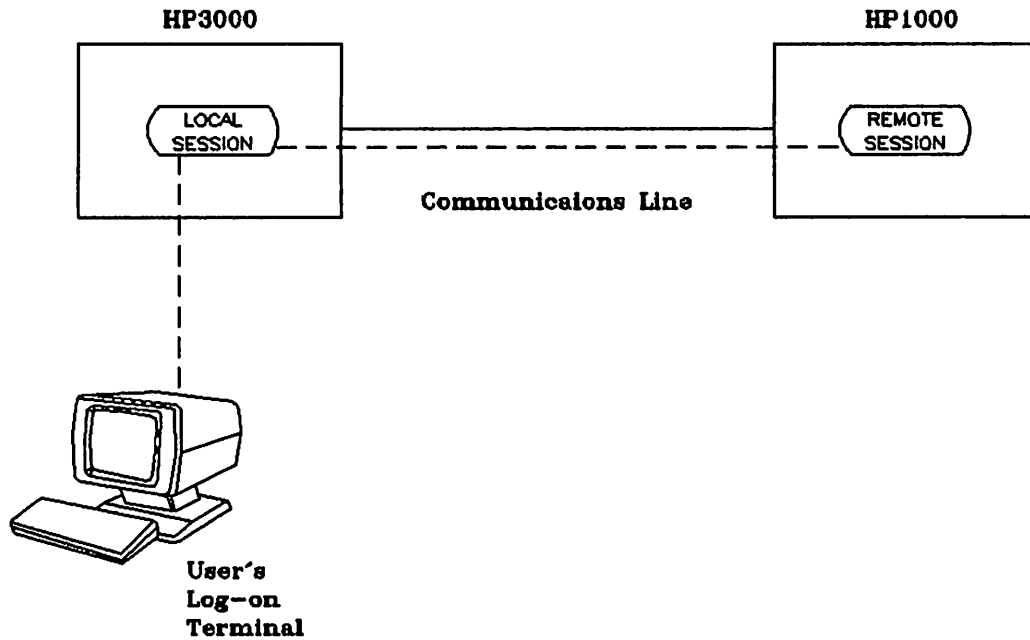 HP3000
HP1000
LOCAL
SESSION
REMOTE
SESSION
Communicaions Line
User's
Log-on
Terminal